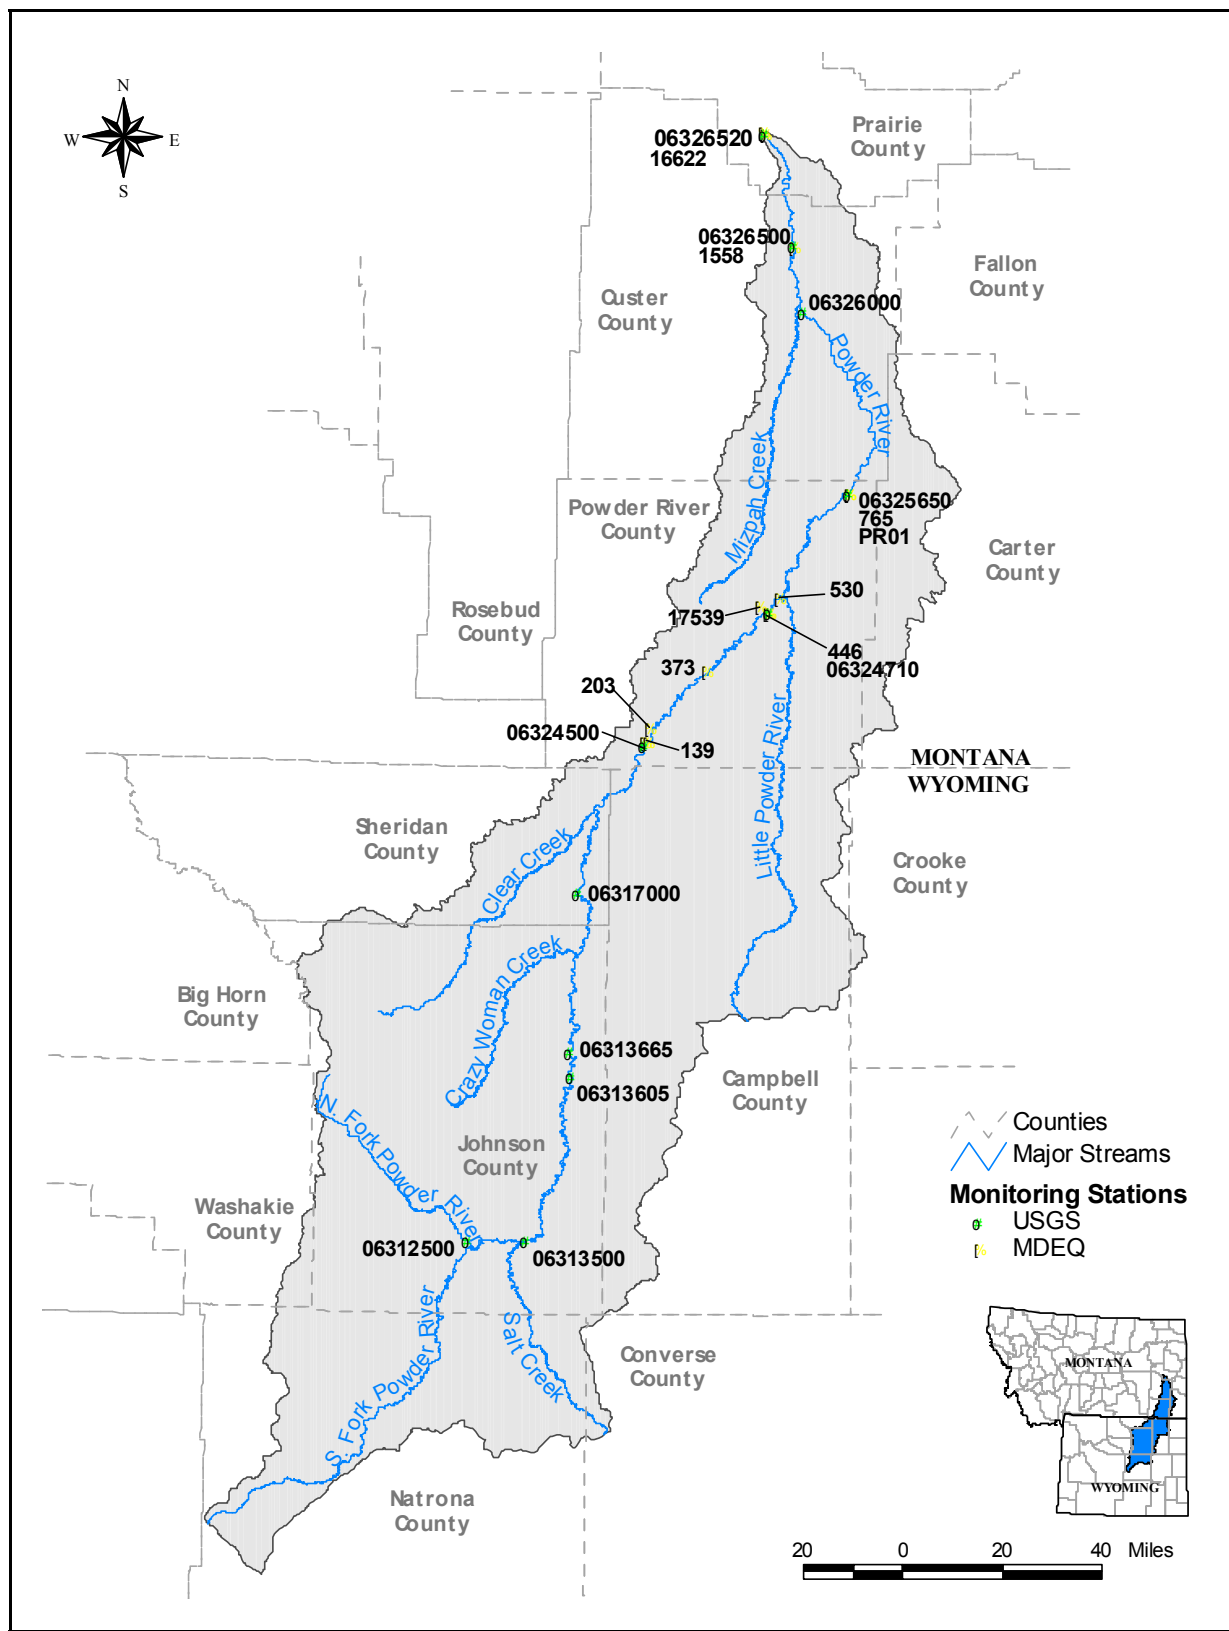 N
W
E
S
Prairie
County
06326520
16622
06326500
1558
Fallon
County
Custer
County
06326000
Powder River
Mizpah Creek
Powder River
County
06325650
765
PR01
Carter
County
530
17539
Rosebud
County
446
06324710
373
203
06324500
139
MONTANA
WYOMING
Little Powder River
Sheridan
County
Clear Creek
Crooke
County
06317000
Crazy Woman Creek
Big Horn
County
06313665
06313605
Campbell
County
N. Fork Powder River
Johnson
County
Counties
Major Streams
Monitoring Stations
USGS
MDEQ
Washakie
County
06312500
06313500
S. Fork Powder River
Salt Creek
Converse
County
MONTANA
WYOMING
Natrona
County
20 0 20 40 Miles